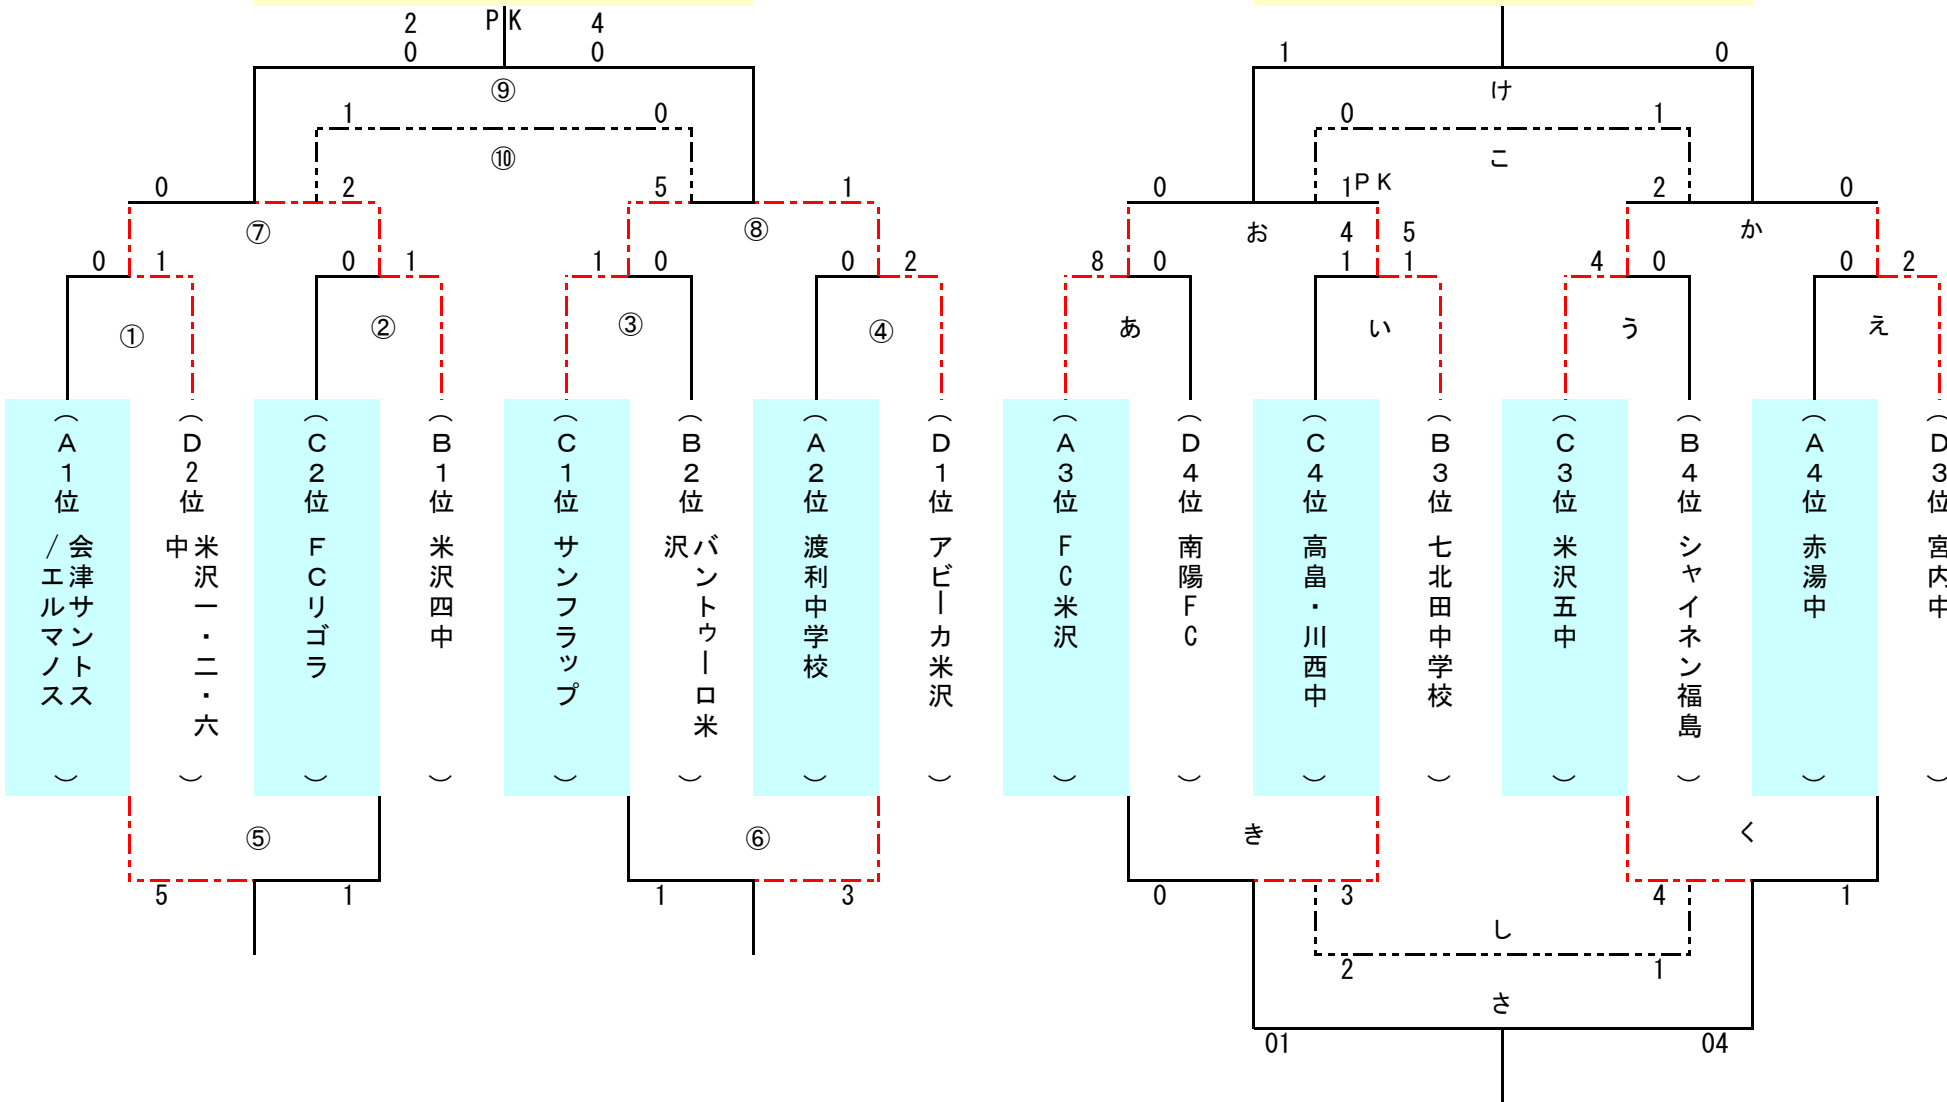 2 PK 4
0 0
⑨
1 0
⑩
0 2 5 1
⑦ ⑧
0 1 0 1 1 0 0 2
① ② ③ ④
(A1位 会津サントス
/エルマノス)
(D2位 米沢一・二・六
中)
(C2位 FCリゴラ)
(B1位 米沢四中)
(C1位 サンフラップ)
(B2位 バントゥーロ米
沢)
(A2位 渡利中学校)
(D1位 アビーカ米沢)
⑤ ⑥
5 1 1 3
1 0
け
0 1
こ
0 1PK 2 0
お 4 5 か
8 0 1 1 4 0 0 2
あ い う え
(A3位 FC米沢)
(D4位 南陽FC)
(C4位 高畠・川西中)
(B3位 七北田中学校)
(C3位 米沢五中)
(B4位 シャイネン福島)
(A4位 赤湯中)
(D3位 宮内中)
き く
0 3 4 1
し
2 1
さ
01 04